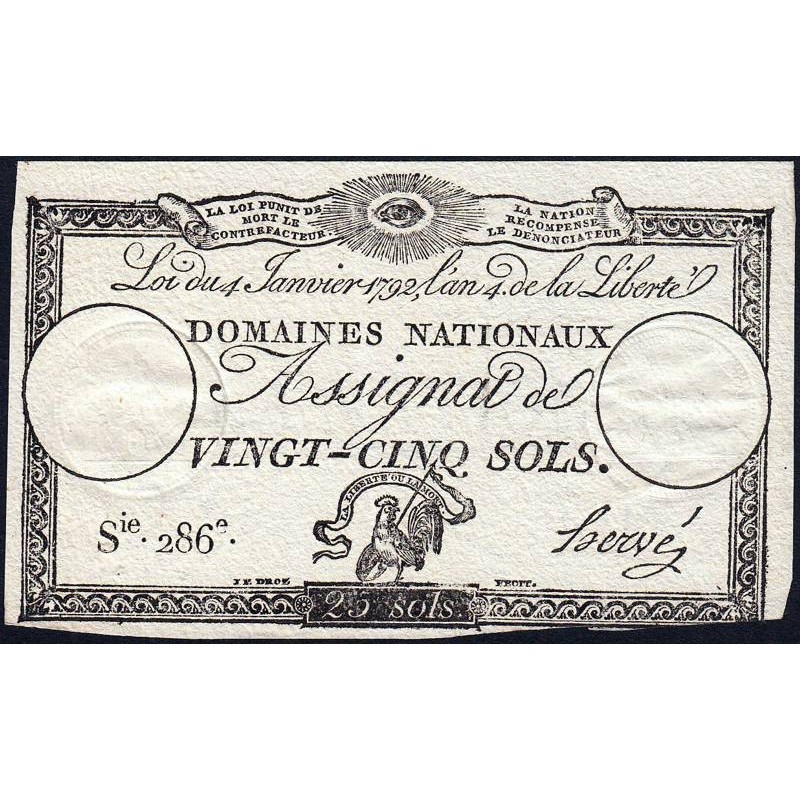 LA LOI PUNIT DE
MORT LE
CONTREFACTEUR.
LA NATION
RECOMPENSE
LE DENONCIATEUR
Loi du 4 Janvier 1792, l'an 4. de la Liberté
DOMAINES NATIONAUX
Assignat de
VINGT-CINQ SOLS.
LA LIBERTE OU LA MORT
Sie. 286e.
Hervé
J.F. DROZ FECIT.
25 sols